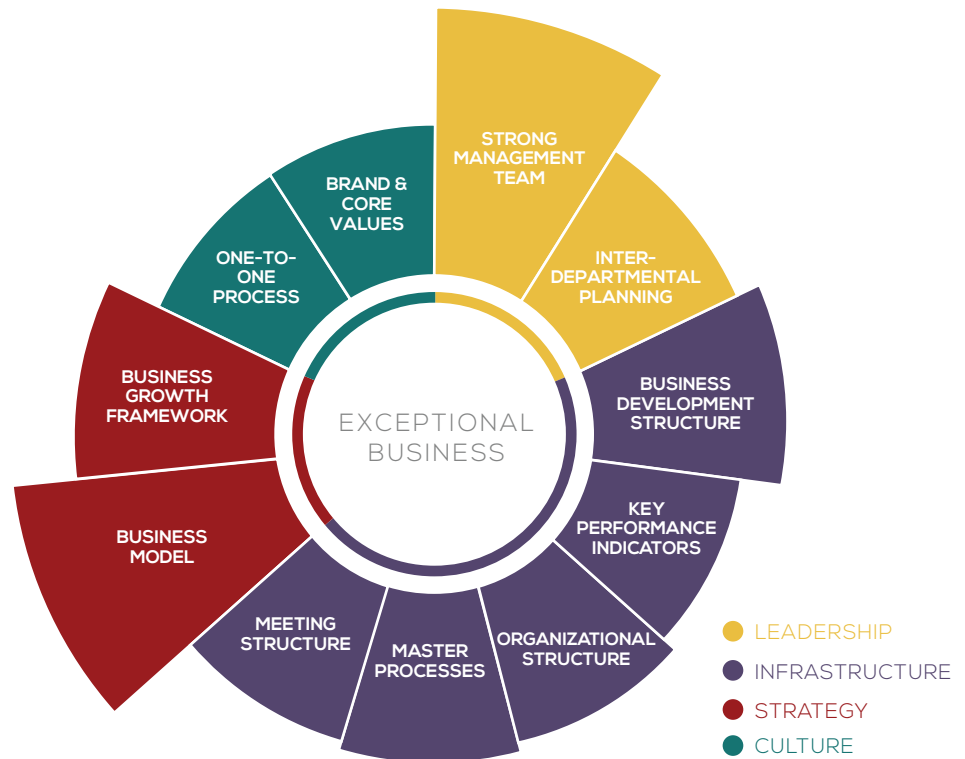 STRONG
MANAGEMENT
TEAM
INTER-
DEPARTMENTAL
PLANNING
BUSINESS
DEVELOPMENT
STRUCTURE
KEY
PERFORMANCE
INDICATORS
ORGANIZATIONAL
STRUCTURE
MASTER
PROCESSES
MEETING
STRUCTURE
BUSINESS
MODEL
BUSINESS
GROWTH
FRAMEWORK
ONE-TO-
ONE
PROCESS
BRAND &
CORE
VALUES
EXCEPTIONAL
BUSINESS
LEADERSHIP
INFRASTRUCTURE
STRATEGY
CULTURE